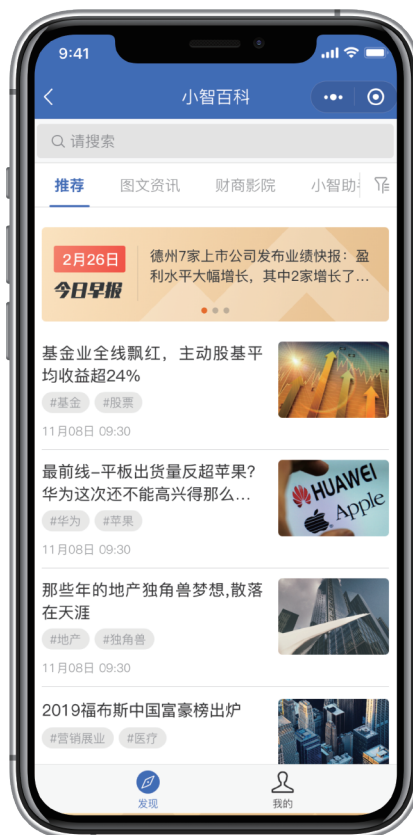 9:41
小智百科
请搜索
推荐 图文资讯 财商影院 小智助
2月26日
今日早报
德州7家上市公司发布业绩快报：盈
利水平大幅增长，其中2家增长了...
基金业全线飘红，主动股基平
均收益超24%
#基金 #股票
11月08日 09:30
最前线-平板出货量反超苹果?
华为这次还不能高兴得那么...
#华为 #苹果
11月08日 09:30
HUAWEI
Apple
那些年的地产独角兽梦想,散落
在天涯
#地产 #独角兽
11月08日 09:30
2019福布斯中国富豪榜出炉
#营销展业 #医疗
发现 我的